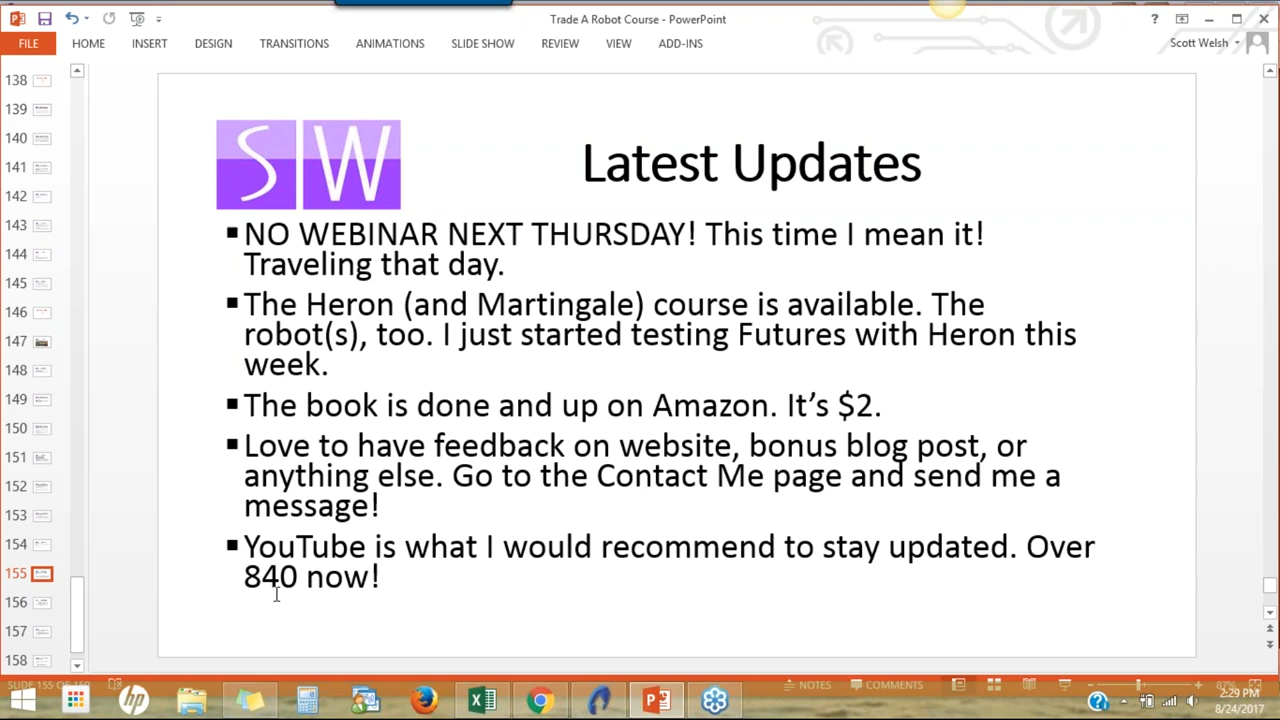 Trade A Robot Course - PowerPoint
FILE HOME INSERT DESIGN TRANSITIONS ANIMATIONS SLIDE SHOW REVIEW VIEW ADD-INS Scott Welsh
138
139
140
141
142
143
144
145
146
147
148
149
150
151
152
153
154
155
156
157
158
SW
Latest Updates
▪NO WEBINAR NEXT THURSDAY! This time I mean it!
Traveling that day.
▪The Heron (and Martingale) course is available. The
robot(s), too. I just started testing Futures with Heron this
week.
▪The book is done and up on Amazon. It’s $2.
▪Love to have feedback on website, bonus blog post, or
anything else. Go to the Contact Me page and send me a
message!
▪YouTube is what I would recommend to stay updated. Over
840 now!
NOTES COMMENTS 87%
hp
2:29 PM
8/24/2017